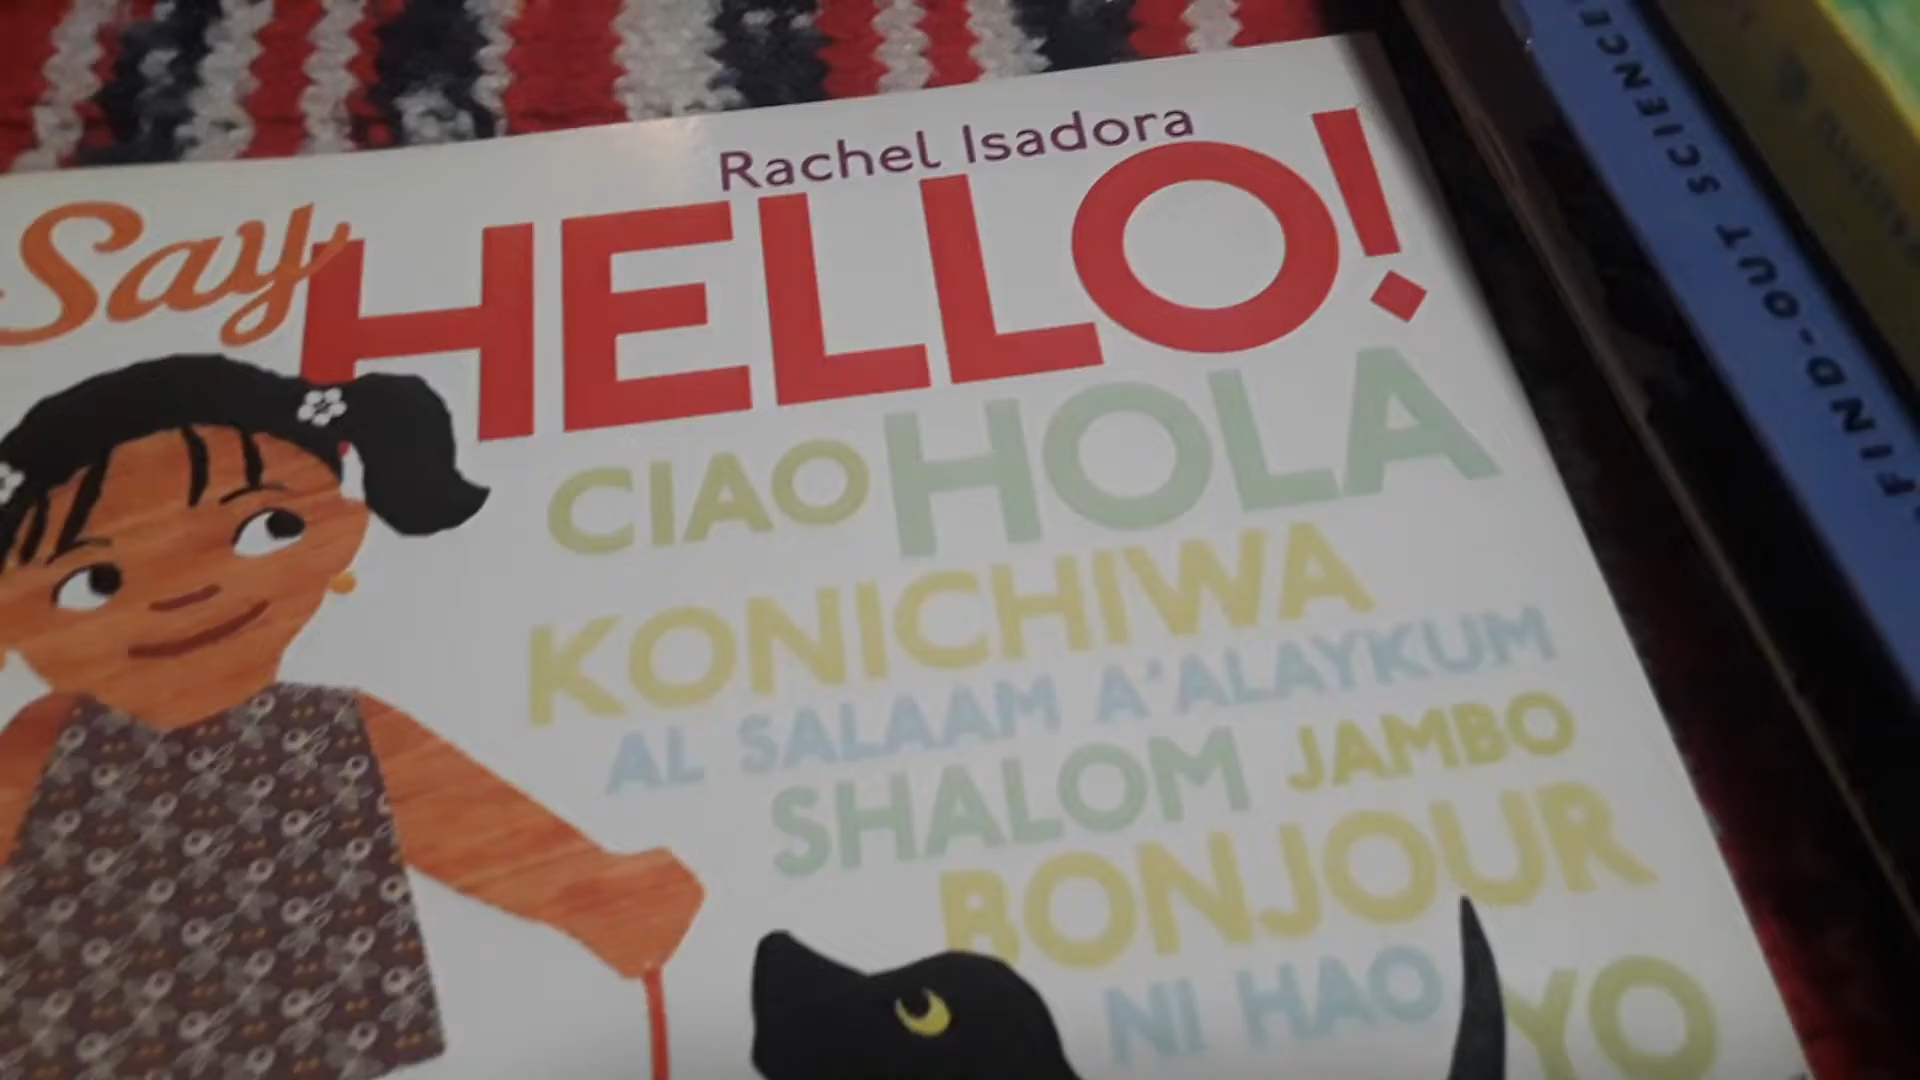 Rachel Isadora
Say HELLO!
CIAO HOLA
KONICHIWA
AL SALAAM A'ALAYKUM
SHALOM JAMBO
BONJOUR
NI HAO YO
FIND-OUT SCIENCE